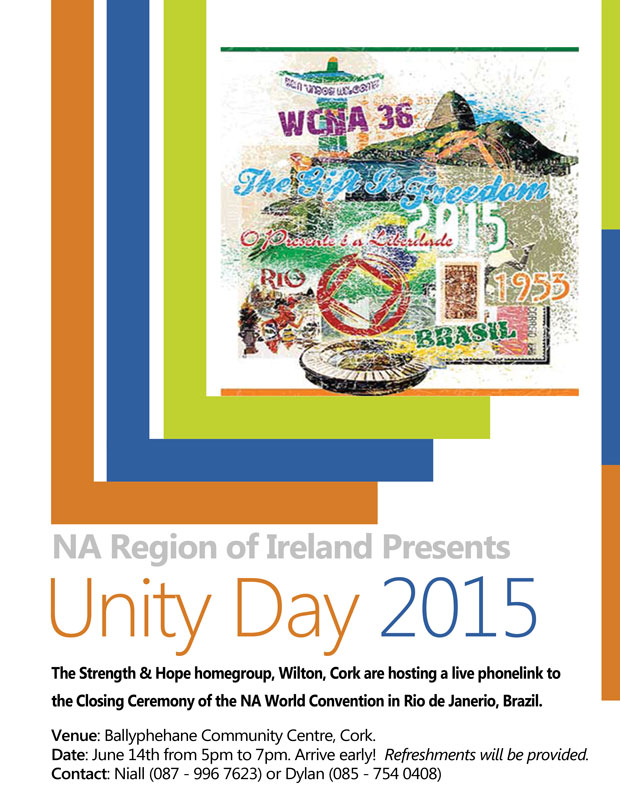 WCNA 36
The Gift Is Freedom
2015
O Presente é a Liberdade
RIO
1953
BRASIL
NA Region of Ireland Presents
Unity Day 2015
The Strength & Hope homegroup, Wilton, Cork are hosting a live phonelink to
the Closing Ceremony of the NA World Convention in Rio de Janerio, Brazil.
Venue: Ballyphehane Community Centre, Cork.
Date: June 14th from 5pm to 7pm. Arrive early! Refreshments will be provided.
Contact: Niall (087 - 996 7623) or Dylan (085 - 754 0408)